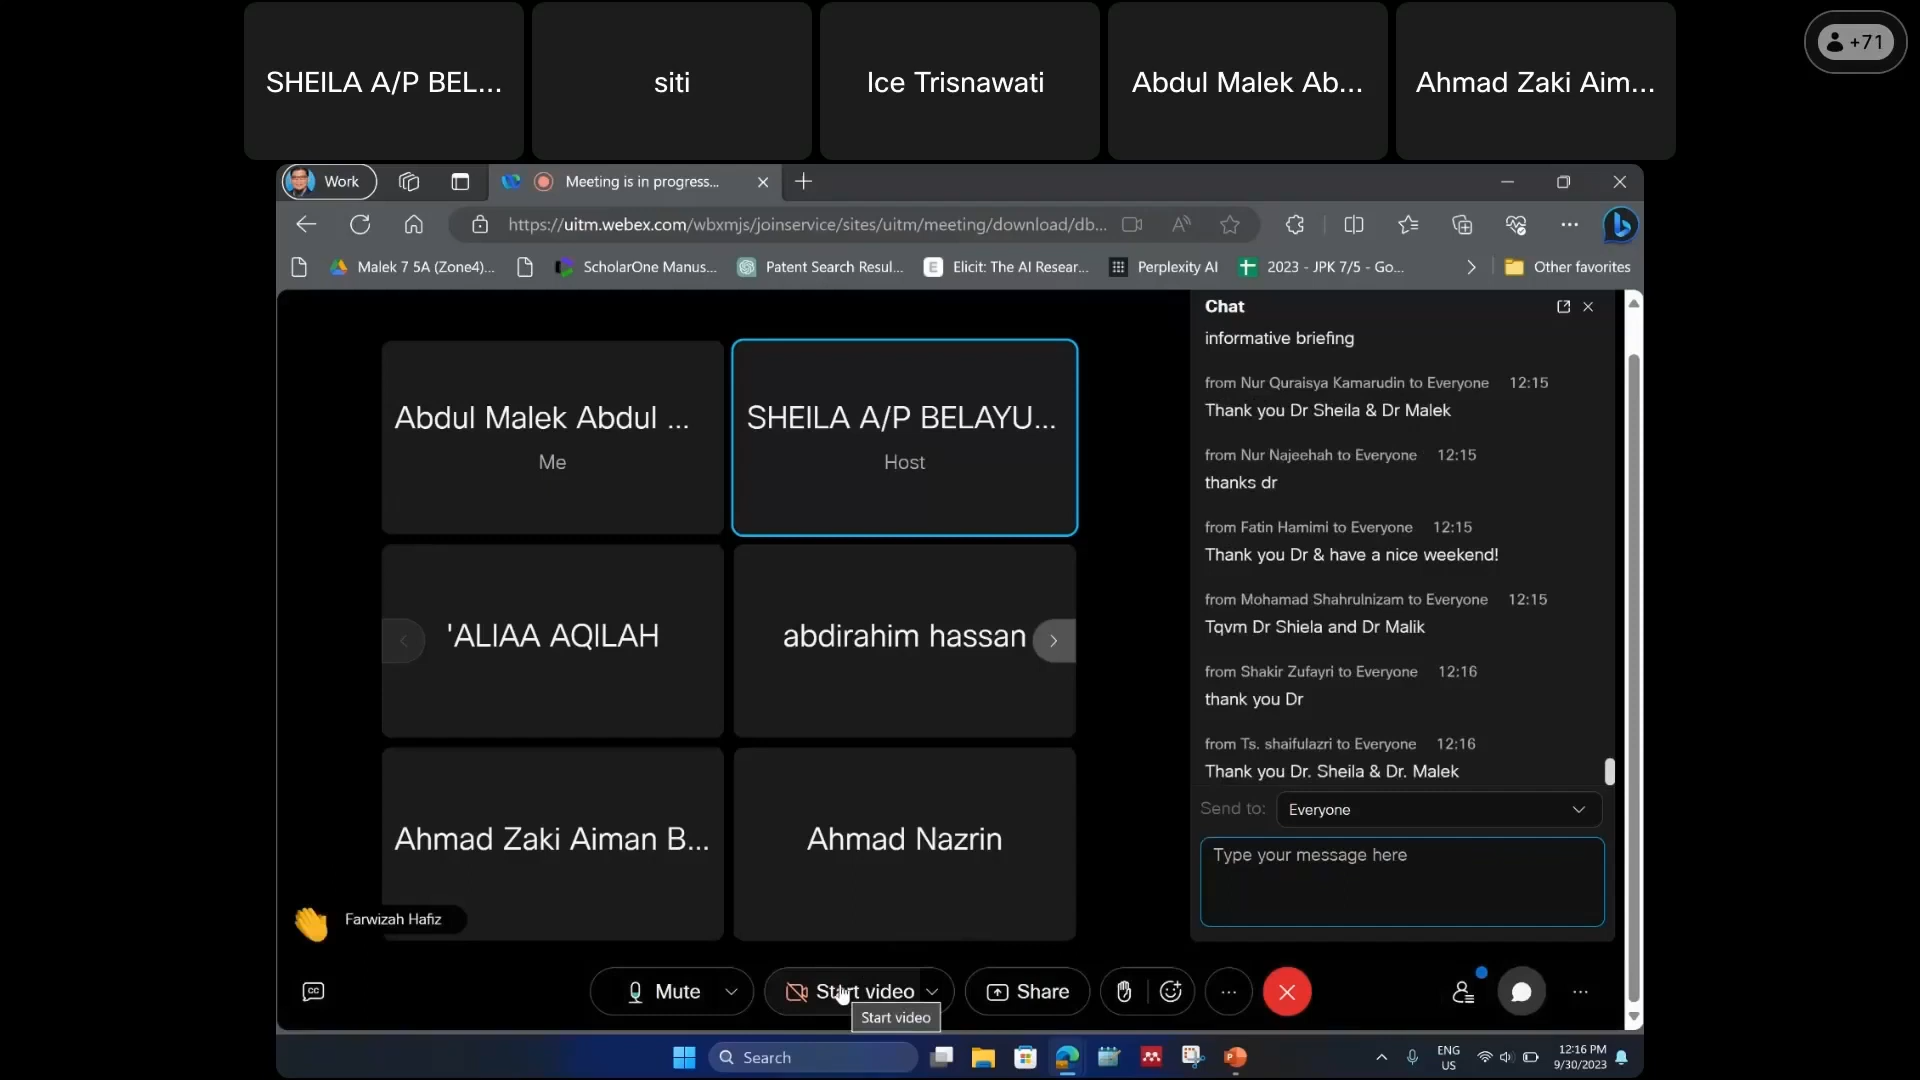 SHEILA A/P BEL...
siti
Ice Trisnawati
Abdul Malek Ab...
Ahmad Zaki Aim...
+71
Work
Meeting is in progress...
https://uitm.webex.com/wbxmjs/joinservice/sites/uitm/meeting/download/db...
Malek 7 5A (Zone4)...
ScholarOne Manus...
Patent Search Resul...
Elicit: The AI Resear...
Perplexity AI
2023 - JPK 7/5 - Go...
Other favorites
Abdul Malek Abdul ...
Me
SHEILA A/P BELAYU...
Host
'ALIAA AQILAH
abdirahim hassan
Ahmad Zaki Aiman B...
Ahmad Nazrin
Farwizah Hafiz
Chat
informative briefing
from Nur Quraisya Kamarudin to Everyone 12:15
Thank you Dr Sheila & Dr Malek
from Nur Najeehah to Everyone 12:15
thanks dr
from Fatin Hamimi to Everyone 12:15
Thank you Dr & have a nice weekend!
from Mohamad Shahrulnizam to Everyone 12:15
Tqvm Dr Shiela and Dr Malik
from Shakir Zufayri to Everyone 12:16
thank you Dr
from Ts. shaifulazri to Everyone 12:16
Thank you Dr. Sheila & Dr. Malek
Send to: Everyone
Type your message here
Mute
Start video
Share
Start video
Search
ENG
US
12:16 PM
9/30/2023